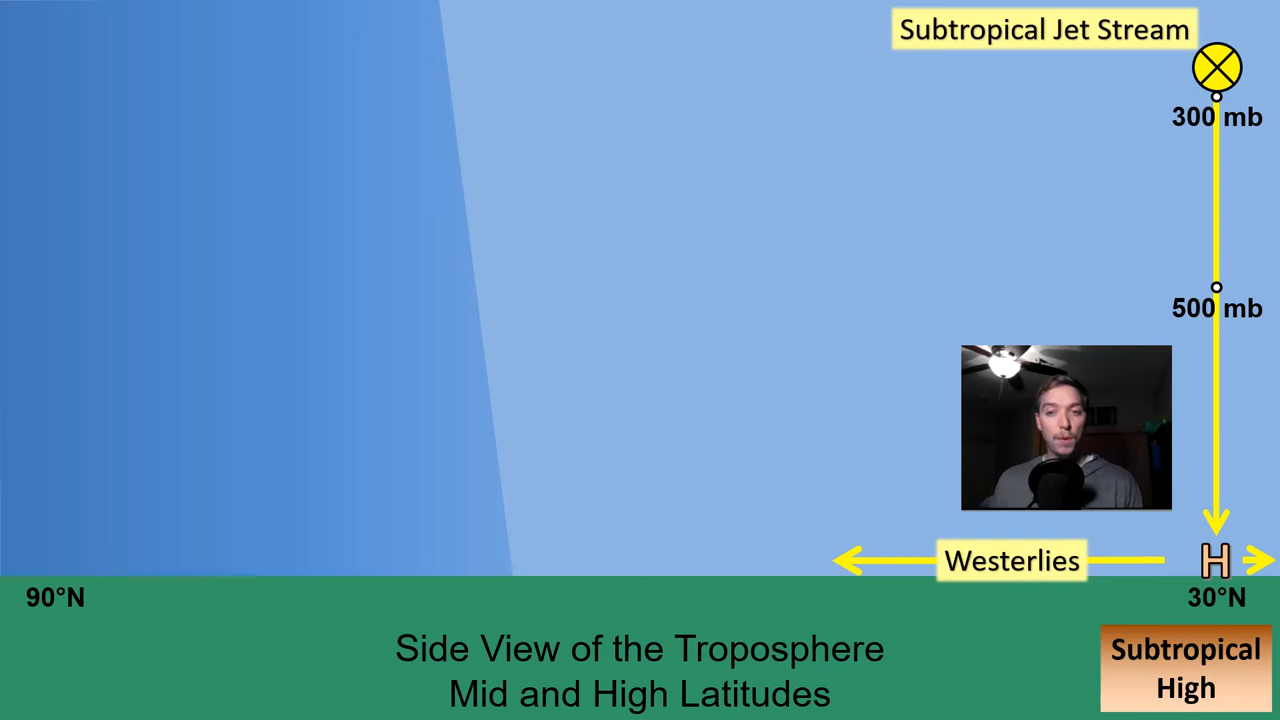 Subtropical Jet Stream
300 mb
500 mb
Westerlies
H
90°N
30°N
Side View of the Troposphere
Mid and High Latitudes
Subtropical
High